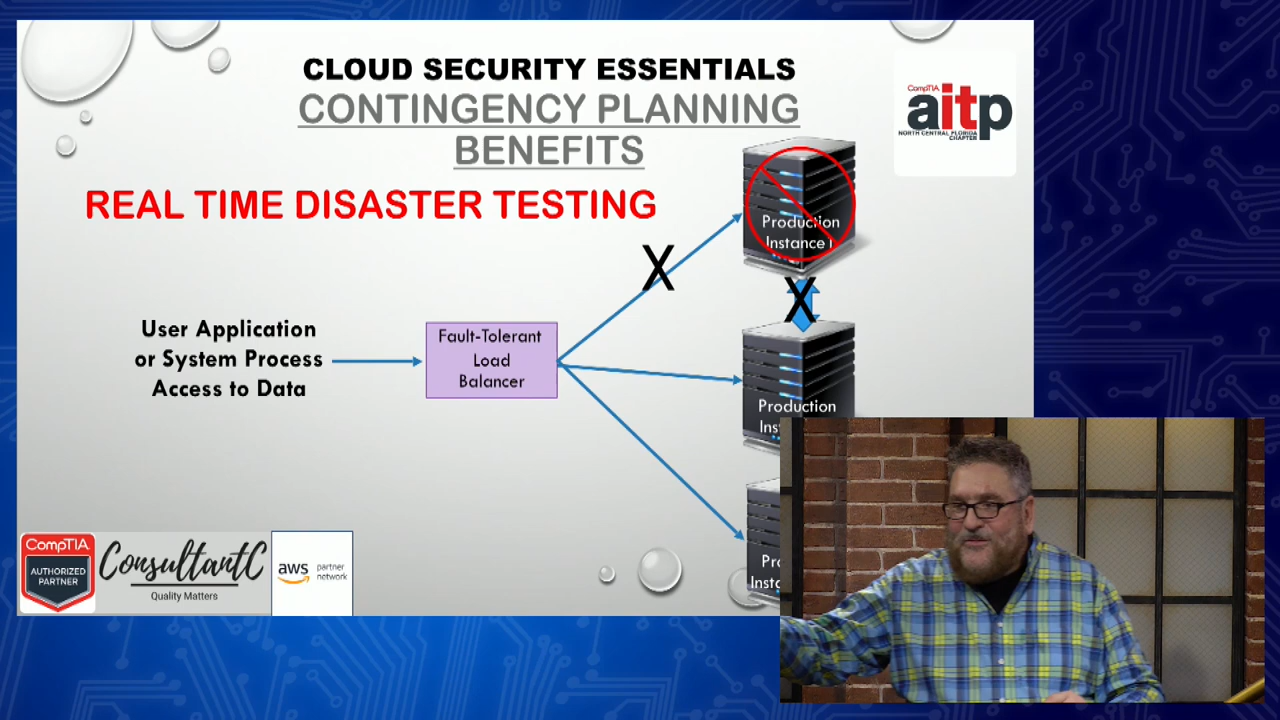 CLOUD SECURITY ESSENTIALS
CONTINGENCY PLANNING
BENEFITS
CompTIA
aitp
NORTH CENTRAL FLORIDA
CHAPTER
REAL TIME DISASTER TESTING
Production
Instance 1
X
X
User Application
or System Process
Access to Data
Fault-Tolerant
Load
Balancer
Production
CompTIA
AUTHORIZED
PARTNER
ConsultantC
Quality Matters
aws
partner
network